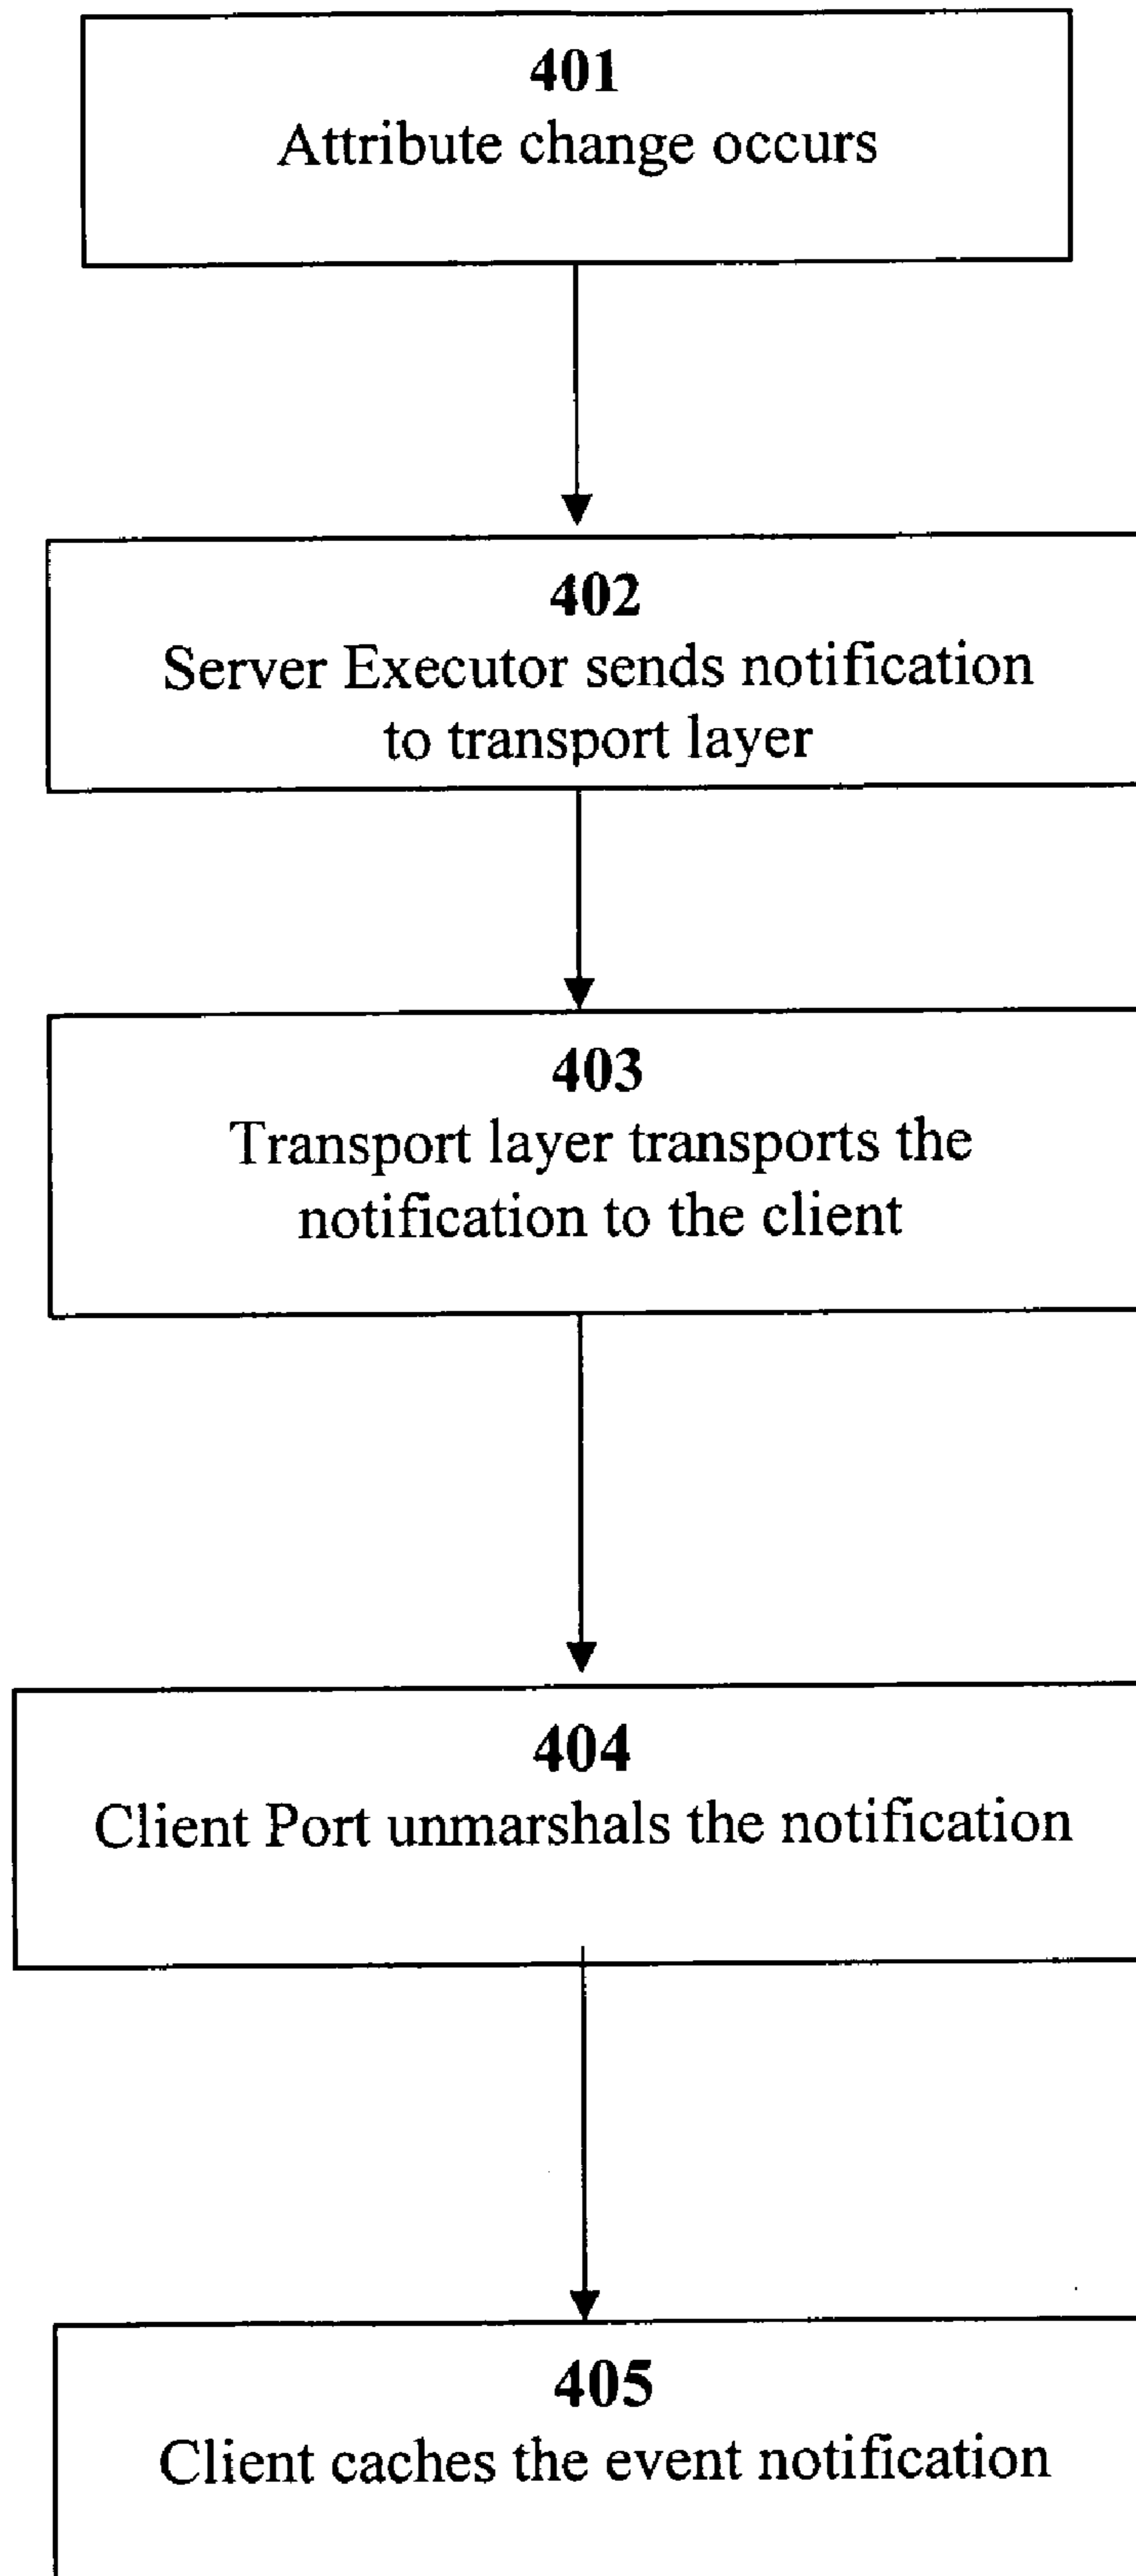 401
Attribute change occurs
402
Server Executor sends notification
to transport layer
403
Transport layer transports the
notification to the client
404
Client Port unmarshals the notification
405
Client caches the event notification